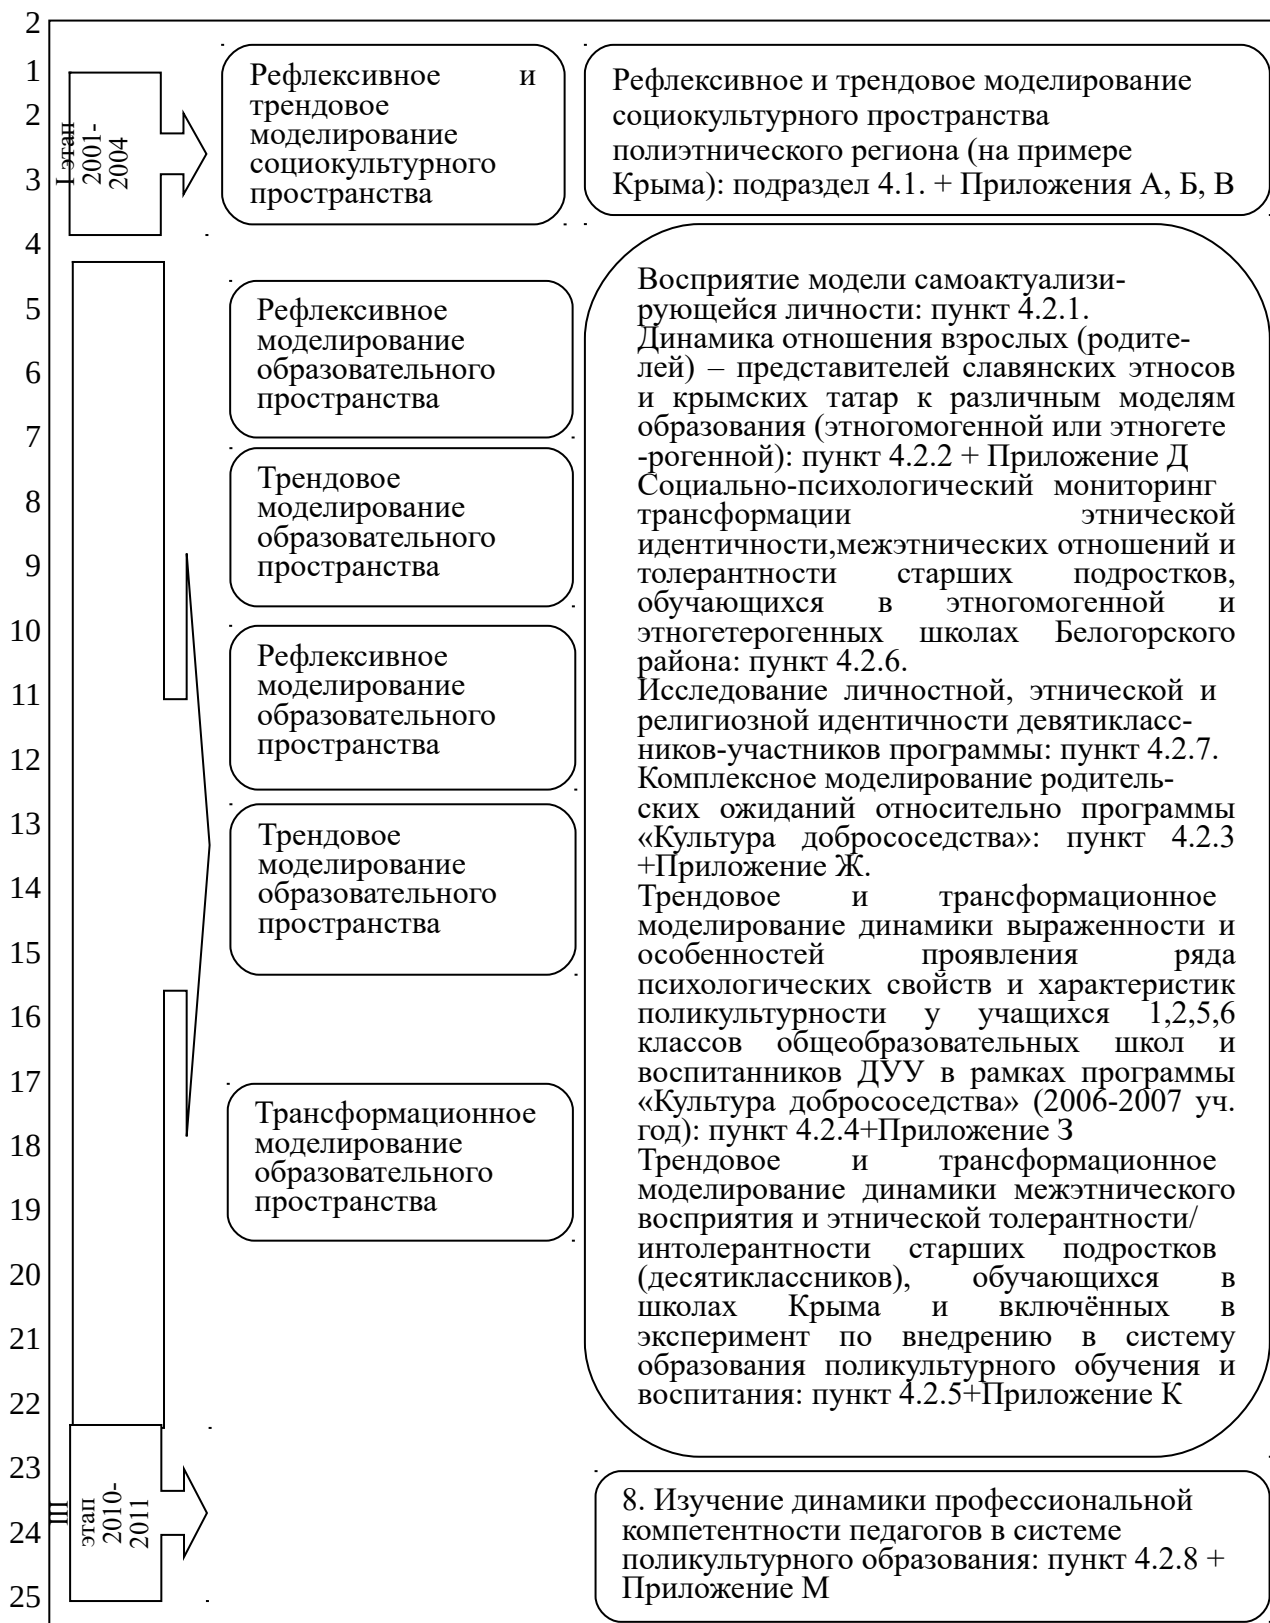 2
1
2
3
4
5
6
7
8
9
10
11
12
13
14
15
16
17
18
19
20
21
22
23
24
25
I этап
2001-
2004
Рефлексивное и
трендовое
моделирование
социокультурного
пространства
Рефлексивное и трендовое моделирование
социокультурного пространства
полиэтнического региона (на примере
Крыма): подраздел 4.1. + Приложения А, Б, В
Рефлексивное
моделирование
образовательного
пространства
Трендовое
моделирование
образовательного
пространства
Рефлексивное
моделирование
образовательного
пространства
Трендовое
моделирование
образовательного
пространства
Трансформационное
моделирование
образовательного
пространства
Восприятие модели самоактуализи-
рующейся личности: пункт 4.2.1.
Динамика отношения взрослых (родите-
лей) – представителей славянских этносов
и крымских татар к различным моделям
образования (этногомогенной или этногете
-рогенной): пункт 4.2.2 + Приложение Д
Социально-психологический мониторинг
трансформации этнической
идентичности,межэтнических отношений и
толерантности старших подростков,
обучающихся в этногомогенной и
этногетерогенных школах Белогорского
района: пункт 4.2.6.
Исследование личностной, этнической и
религиозной идентичности девятикласс-
ников-участников программы: пункт 4.2.7.
Комплексное моделирование родитель-
ских ожиданий относительно программы
«Культура добрососедства»: пункт 4.2.3
+Приложение Ж.
Трендовое и трансформационное
моделирование динамики выраженности и
особенностей проявления ряда
психологических свойств и характеристик
поликультурности у учащихся 1,2,5,6
классов общеобразовательных школ и
воспитанников ДУУ в рамках программы
«Культура добрососедства» (2006-2007 уч.
год): пункт 4.2.4+Приложение З
Трендовое и трансформационное
моделирование динамики межэтнического
восприятия и этнической толерантности/
интолерантности старших подростков
(десятиклассников), обучающихся в
школах Крыма и включённых в
эксперимент по внедрению в систему
образования поликультурного обучения и
воспитания: пункт 4.2.5+Приложение К
III
этап
2010-
2011
8. Изучение динамики профессиональной
компетентности педагогов в системе
поликультурного образования: пункт 4.2.8 +
Приложение М